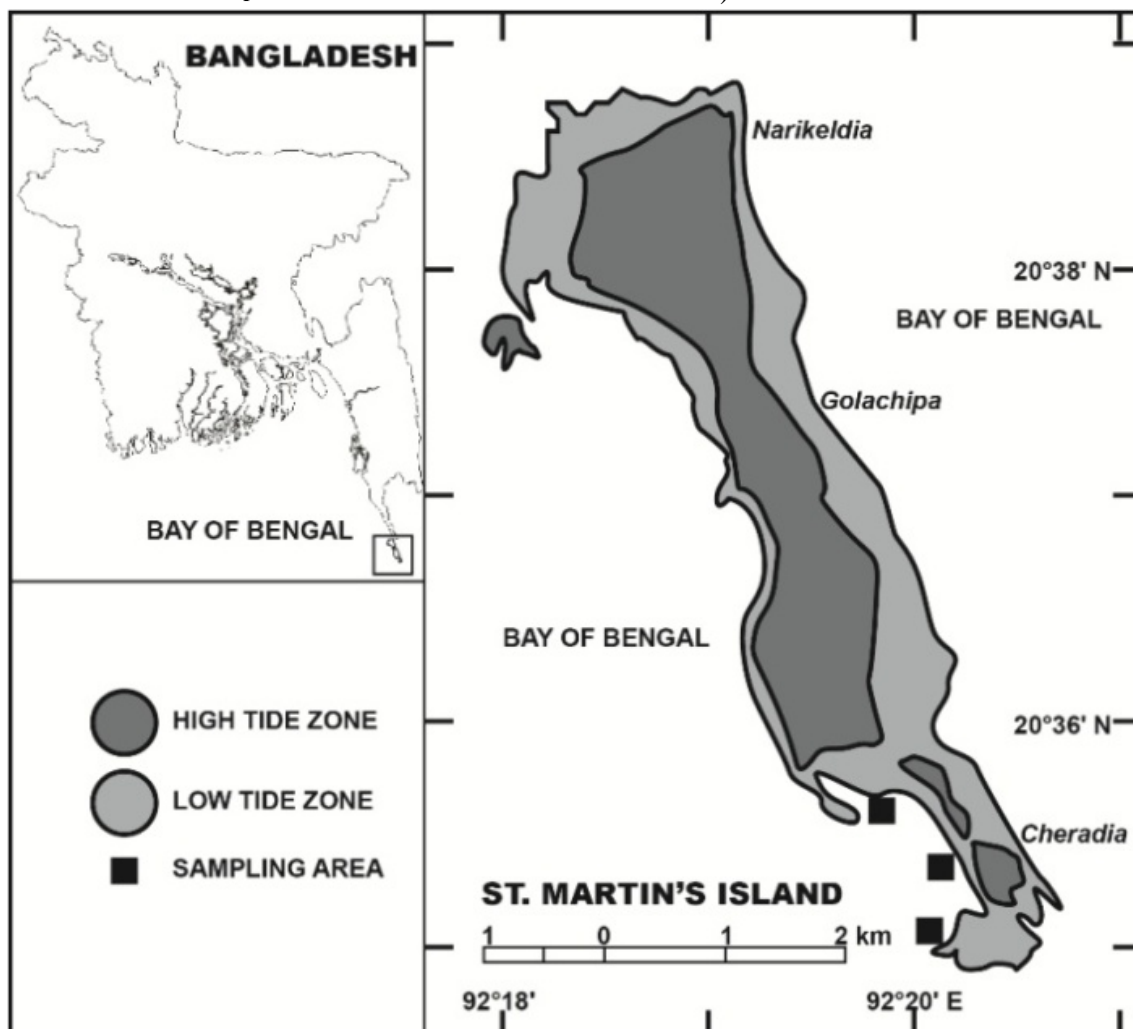 BANGLADESH
BAY OF BENGAL
HIGH TIDE ZONE
LOW TIDE ZONE
SAMPLING AREA
Narikeldia
20°38' N
BAY OF BENGAL
Golachipa
BAY OF BENGAL
20°36' N
Cheradia
ST. MARTIN'S ISLAND
1 0 1 2 km
92°18' 92°20' E